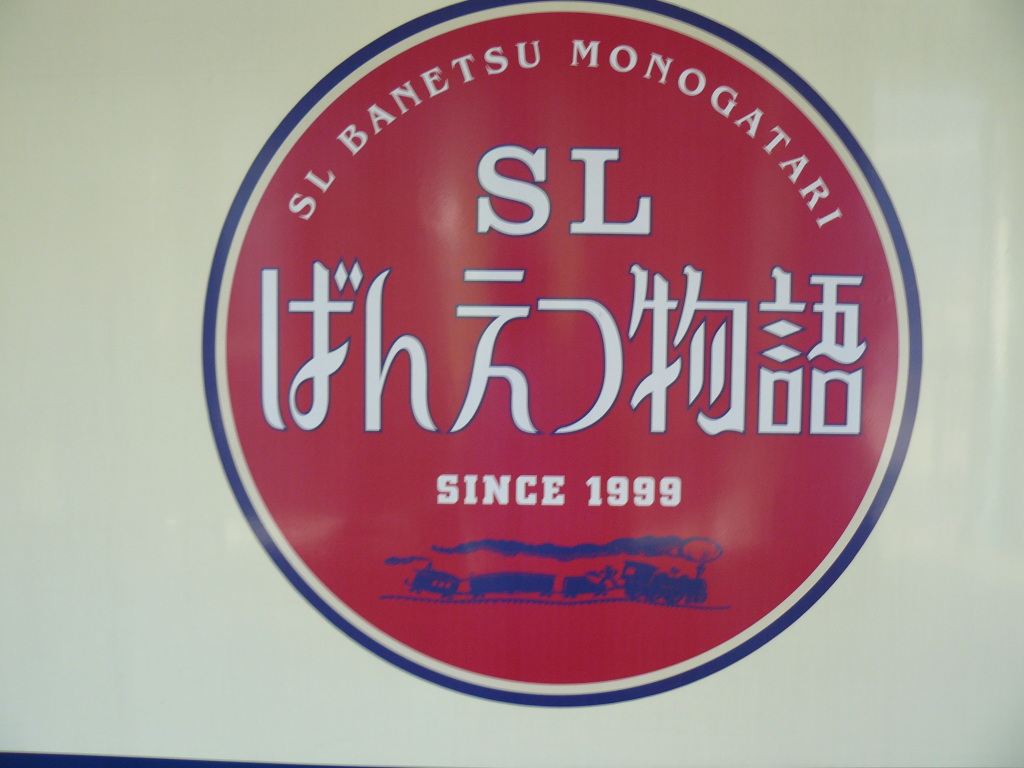 SL BANETSU MONOGATARI
SL
ばんえつ物語
SINCE 1999